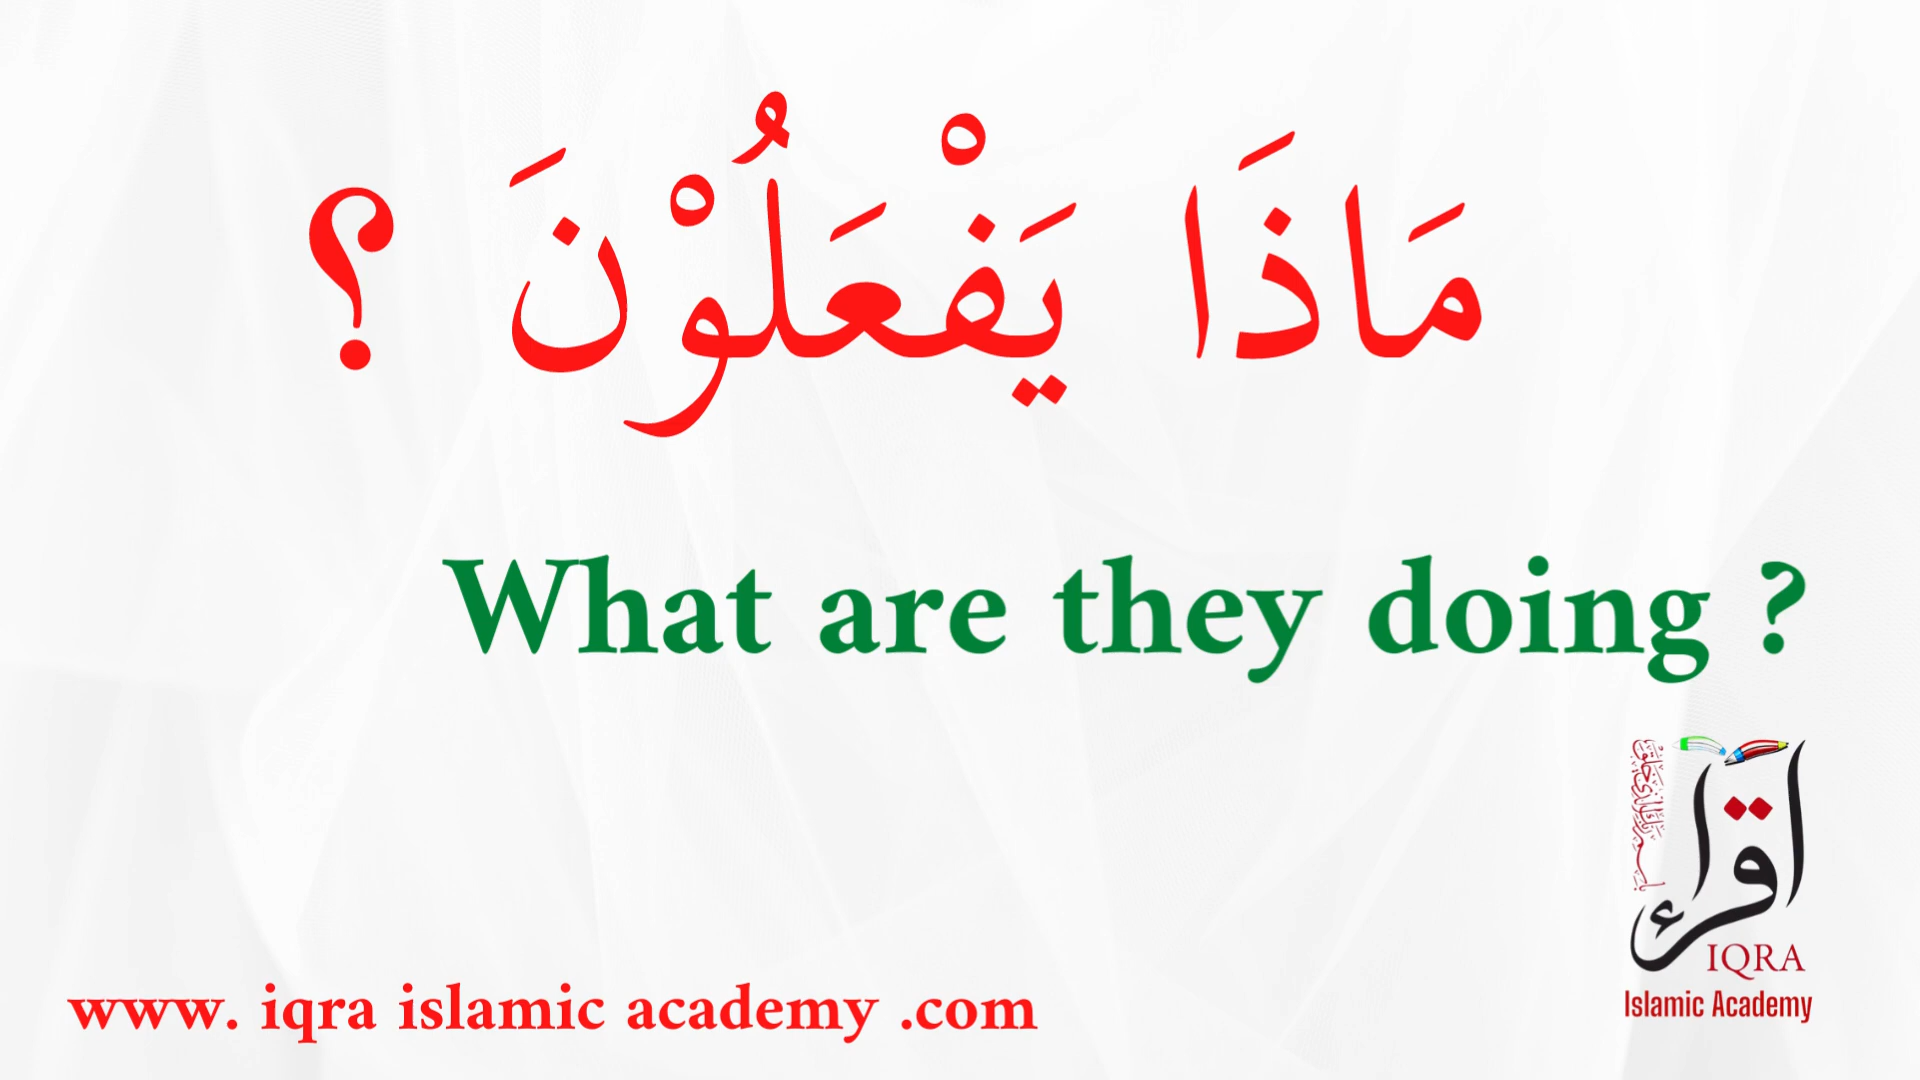 مَاذَا يَفْعَلُوْنَ ؟
What are they doing ?
اقرأ
IQRA
Islamic Academy
www. iqra islamic academy .com